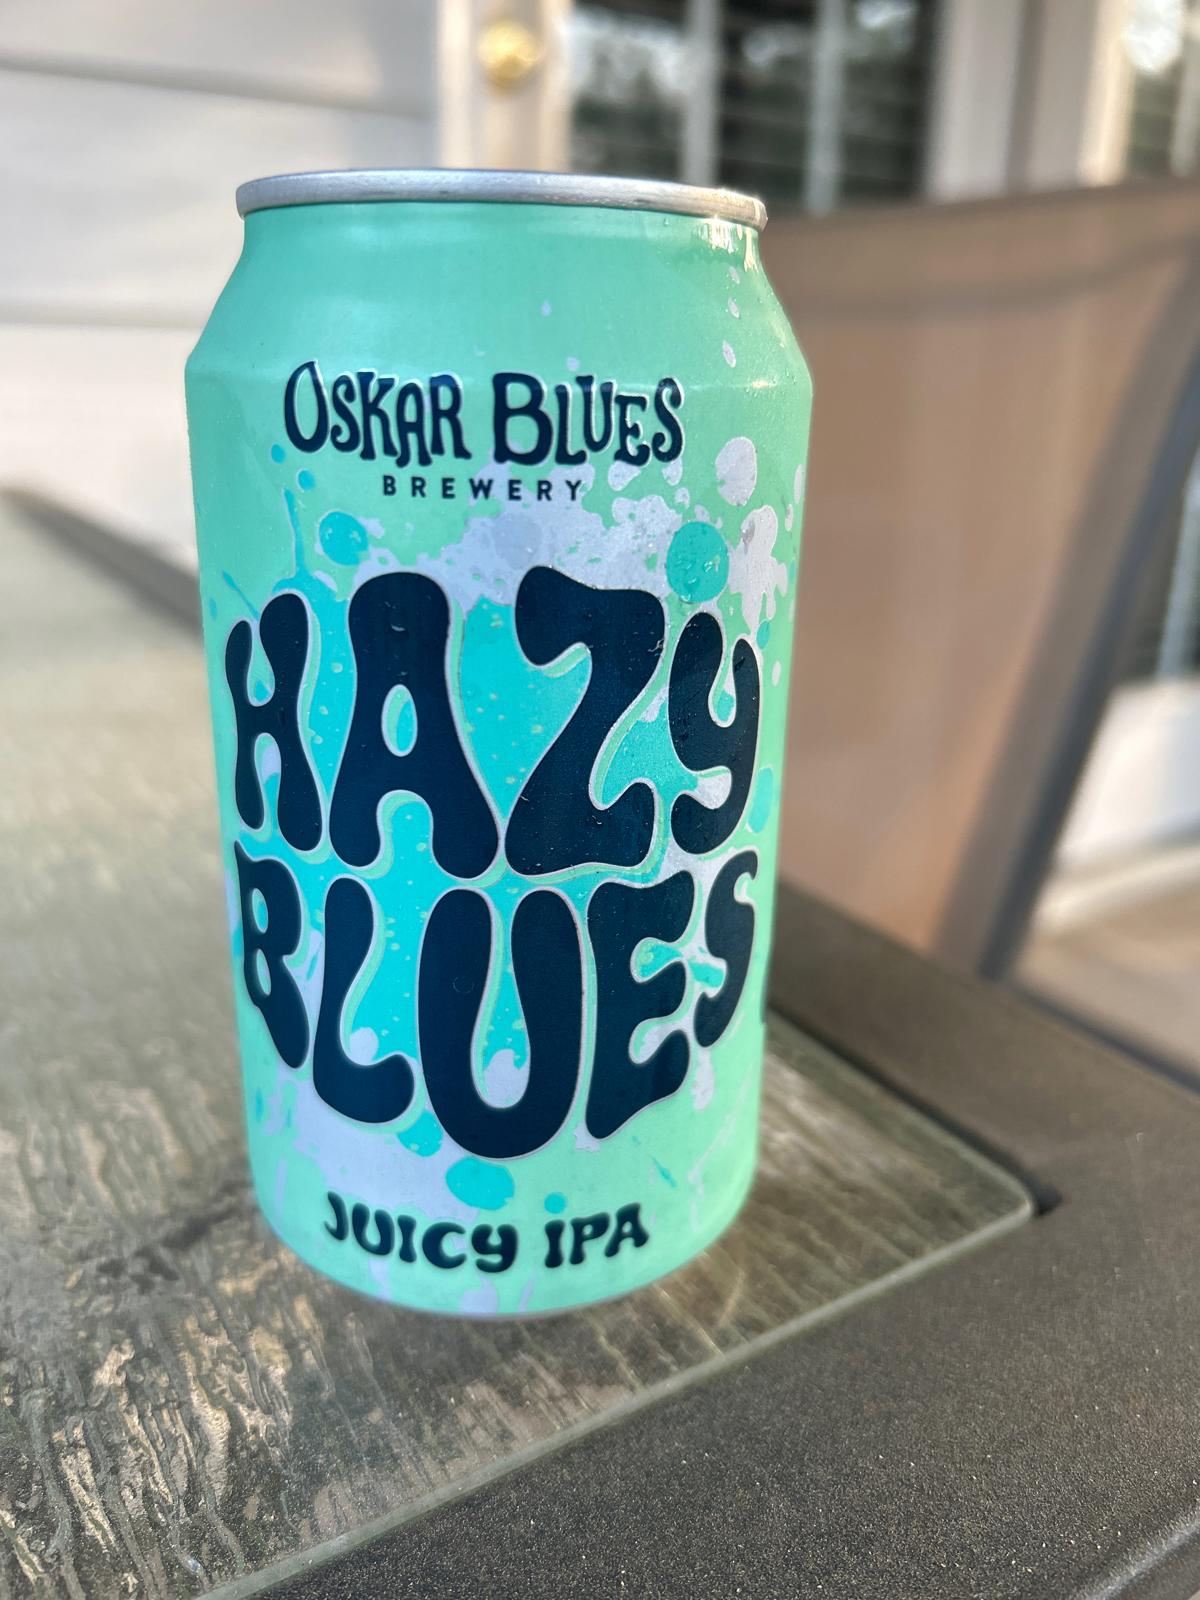 OSKAR BLUES
BREWERY
HAZY
BLUES
JUICY IPA